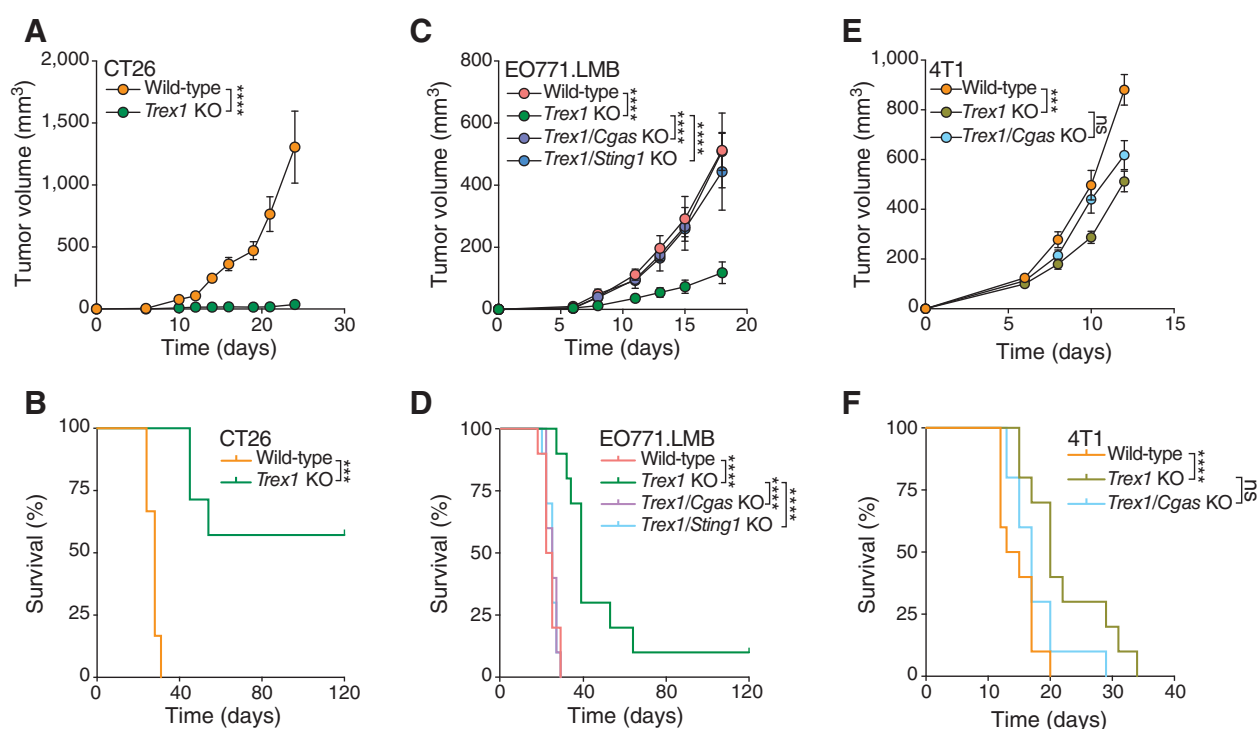 A
CT26
Wild-type
Trex1 KO
****
Tumor volume (mm³)
2,000
1,500
1,000
500
0
0 10 20 30
Time (days)
C
EO771.LMB
Wild-type
Trex1 KO
Trex1/Cgas KO
Trex1/Sting1 KO
****
****
****
Tumor volume (mm³)
800
600
400
200
0
0 5 10 15 20
Time (days)
E
4T1
Wild-type
Trex1 KO
Trex1/Cgas KO
***
ns
Tumor volume (mm³)
1,000
800
600
400
200
0
0 5 10 15
Time (days)
B
CT26
Wild-type
Trex1 KO
***
Survival (%)
100
75
50
25
0
0 40 80 120
Time (days)
D
EO771.LMB
Wild-type
Trex1 KO
Trex1/Cgas KO
Trex1/Sting1 KO
****
****
****
Survival (%)
100
75
50
25
0
0 40 80 120
Time (days)
F
4T1
Wild-type
Trex1 KO
Trex1/Cgas KO
****
ns
Survival (%)
100
75
50
25
0
0 10 20 30 40
Time (days)